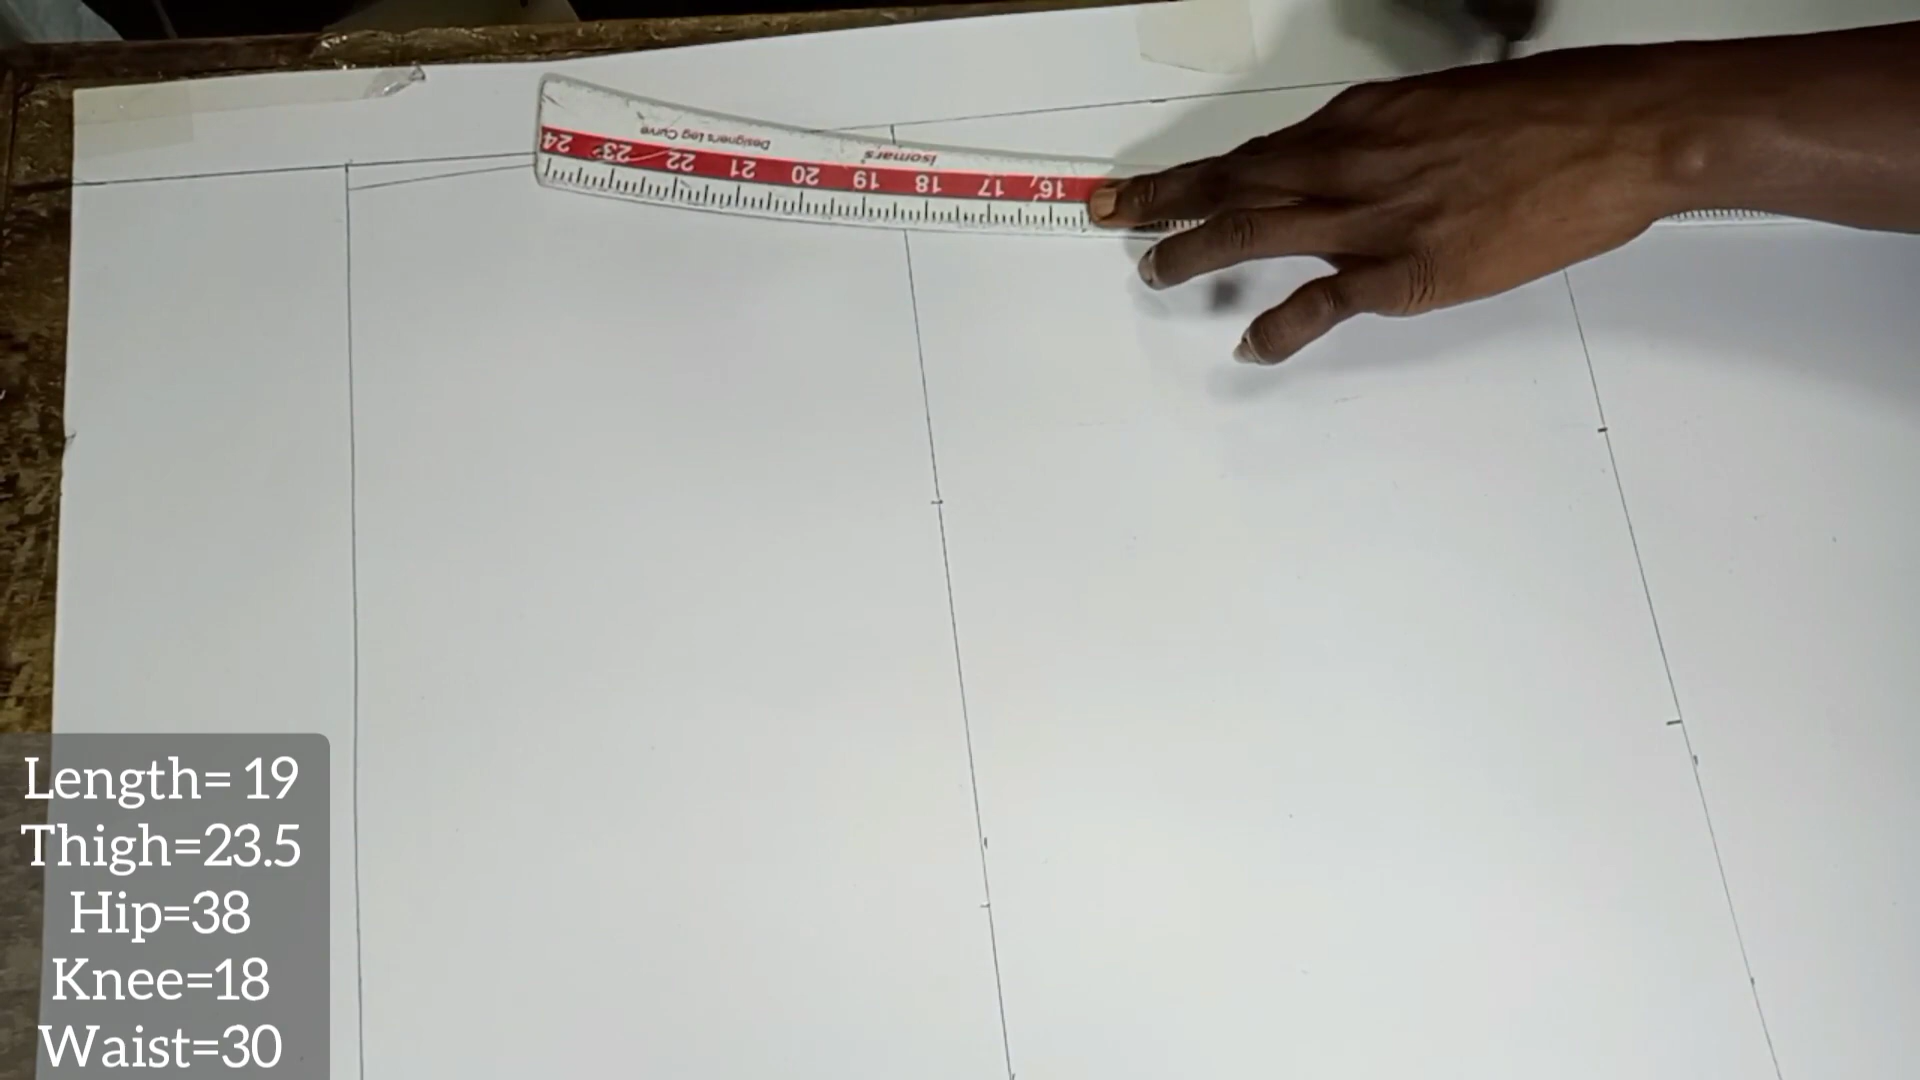 24 23 22 21 20 19 18 17 16
Designers Leg Curve
Isomars
Length= 19
Thigh=23.5
Hip=38
Knee=18
Waist=30